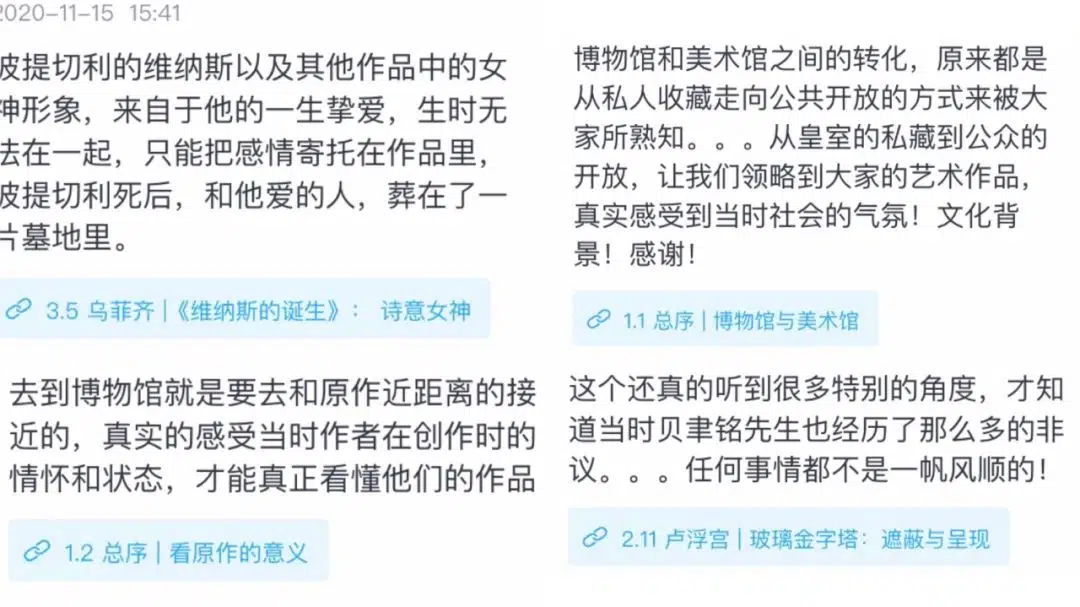 2020-11-15 15:41
波提切利的维纳斯以及其他作品中的女
神形象，来自于他的一生挚爱，生时无
法在一起，只能把感情寄托在作品里，
波提切利死后，和他爱的人，葬在了一
片墓地里。
3.5 乌菲齐 |《维纳斯的诞生》： 诗意女神
去到博物馆就是要去和原作近距离的接
近的，真实的感受当时作者在创作时的
情怀和状态，才能真正看懂他们的作品
1.2 总序 | 看原作的意义
博物馆和美术馆之间的转化，原来都是
从私人收藏走向公共开放的方式来被大
家所熟知。。。从皇室的私藏到公众的
开放，让我们领略到大家的艺术作品，
真实感受到当时社会的气氛！文化背
景！感谢！
1.1 总序 | 博物馆与美术馆
这个还真的听到很多特别的角度，才知
道当时贝聿铭先生也经历了那么多的非
议。。。任何事情都不是一帆风顺的！
2.11 卢浮宫 | 玻璃金字塔：遮蔽与呈现